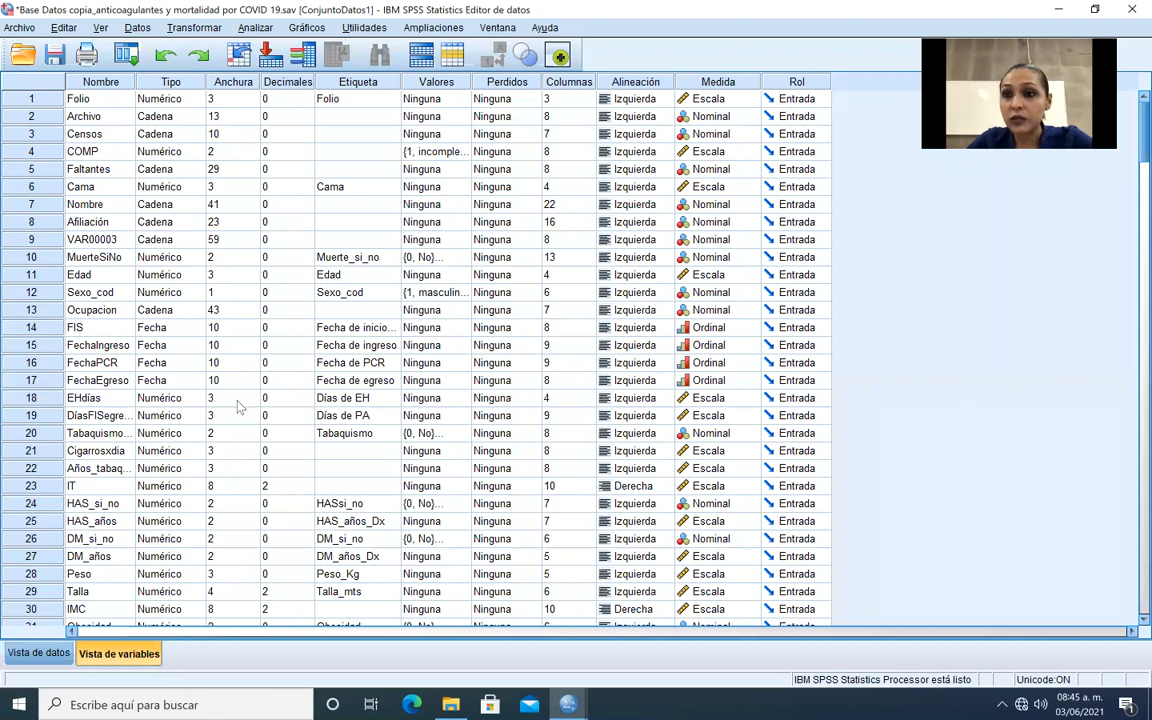 *Base Datos copia_anticoagulantes y mortalidad por COVID 19.sav [ConjuntoDatos1] - IBM SPSS Statistics Editor de datos
Archivo Editar Ver Datos Transformar Analizar Gráficos Utilidades Ampliaciones Ventana Ayuda
Nombre Tipo Anchura Decimales Etiqueta Valores Perdidos Columnas Alineación Medida Rol
1 Folio Numérico 3 0 Folio Ninguna Ninguna 3 Izquierda Escala Entrada
2 Archivo Cadena 13 0 Ninguna Ninguna 8 Izquierda Nominal Entrada
3 Censos Cadena 10 0 Ninguna Ninguna 7 Izquierda Nominal Entrada
4 COMP Numérico 2 0 {1, incomple... Ninguna 8 Izquierda Escala Entrada
5 Faltantes Cadena 29 0 Ninguna Ninguna 8 Izquierda Nominal Entrada
6 Cama Numérico 3 0 Cama Ninguna Ninguna 4 Izquierda Escala Entrada
7 Nombre Cadena 41 0 Ninguna Ninguna 22 Izquierda Nominal Entrada
8 Afiliación Cadena 23 0 Ninguna Ninguna 16 Izquierda Nominal Entrada
9 VAR00003 Cadena 59 0 Ninguna Ninguna 8 Izquierda Nominal Entrada
10 MuerteSiNo Numérico 2 0 Muerte_si_no {0, No}... Ninguna 13 Izquierda Nominal Entrada
11 Edad Numérico 3 0 Edad Ninguna Ninguna 4 Izquierda Escala Entrada
12 Sexo_cod Numérico 1 0 Sexo_cod {1, masculin... Ninguna 6 Izquierda Nominal Entrada
13 Ocupacion Cadena 43 0 Ninguna Ninguna 7 Izquierda Nominal Entrada
14 FIS Fecha 10 0 Fecha de inicio... Ninguna Ninguna 8 Izquierda Ordinal Entrada
15 FechaIngreso Fecha 10 0 Fecha de ingreso Ninguna Ninguna 9 Izquierda Ordinal Entrada
16 FechaPCR Fecha 10 0 Fecha de PCR Ninguna Ninguna 9 Izquierda Ordinal Entrada
17 FechaEgreso Fecha 10 0 Fecha de egreso Ninguna Ninguna 8 Izquierda Ordinal Entrada
18 EHdías Numérico 3 0 Días de EH Ninguna Ninguna 4 Izquierda Escala Entrada
19 DíasFISegre... Numérico 3 0 Días de PA Ninguna Ninguna 9 Izquierda Escala Entrada
20 Tabaquismo... Numérico 2 0 Tabaquismo {0, No}... Ninguna 8 Izquierda Nominal Entrada
21 Cigarrosxdia Numérico 3 0 Ninguna Ninguna 8 Izquierda Escala Entrada
22 Años_tabaq... Numérico 3 0 Ninguna Ninguna 8 Izquierda Escala Entrada
23 IT Numérico 8 2 Ninguna Ninguna 10 Derecha Escala Entrada
24 HAS_si_no Numérico 2 0 HASsi_no {0, No}... Ninguna 7 Izquierda Nominal Entrada
25 HAS_años Numérico 2 0 HAS_años_Dx Ninguna Ninguna 7 Izquierda Escala Entrada
26 DM_si_no Numérico 2 0 DM_si_no {0, No}... Ninguna 6 Izquierda Nominal Entrada
27 DM_años Numérico 2 0 DM_años_Dx Ninguna Ninguna 5 Izquierda Escala Entrada
28 Peso Numérico 3 0 Peso_Kg Ninguna Ninguna 5 Izquierda Escala Entrada
29 Talla Numérico 4 2 Talla_mts Ninguna Ninguna 6 Izquierda Escala Entrada
30 IMC Numérico 8 2 Ninguna Ninguna 10 Derecha Escala Entrada
Vista de datos Vista de variables
IBM SPSS Statistics Processor está listo Unicode:ON
Escribe aquí para buscar
08:45 a. m.
03/06/2021
1